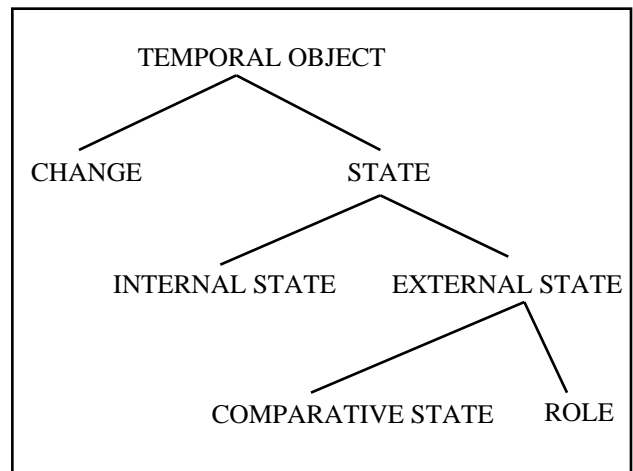 TEMPORAL OBJECT
CHANGE STATE
INTERNAL STATE EXTERNAL STATE
COMPARATIVE STATE ROLE